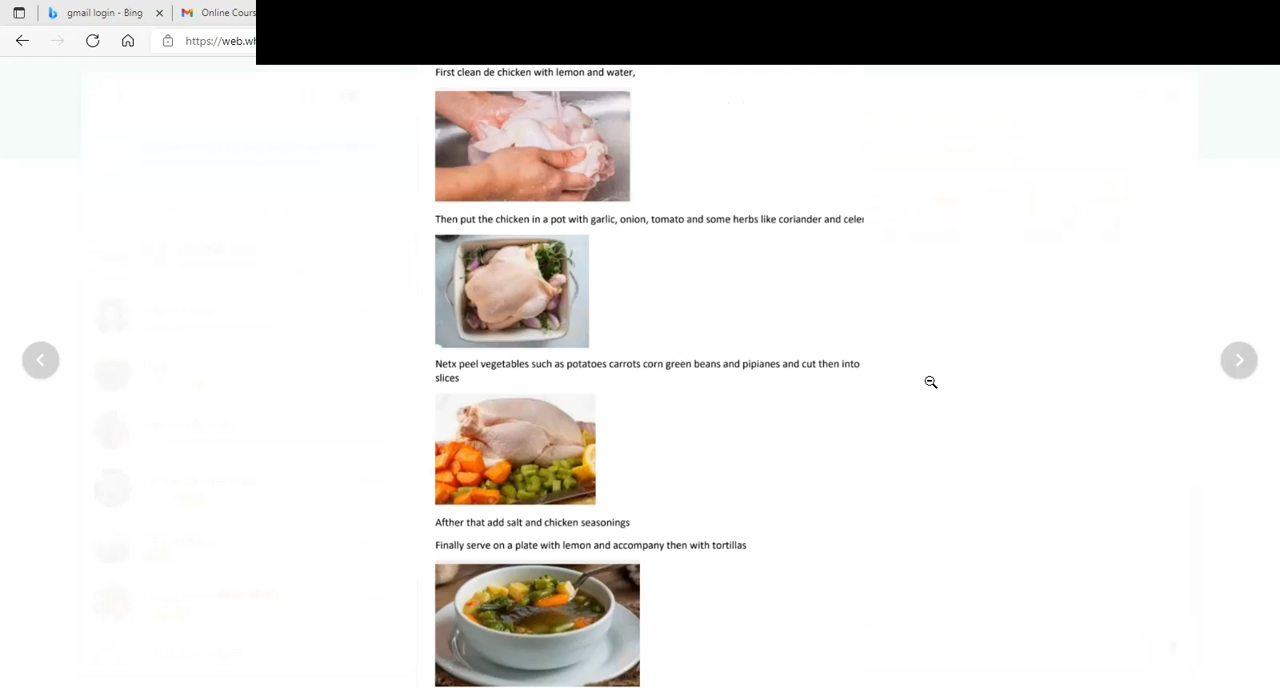 gmail login - Bing
Online Cours
https://web.wh
First clean de chicken with lemon and water,
Then put the chicken in a pot with garlic, onion, tomato and some herbs like coriander and celer
Netx peel vegetables such as potatoes carrots corn green beans and pipianes and cut then into
slices
Afther that add salt and chicken seasonings
Finally serve on a plate with lemon and accompany then with tortillas